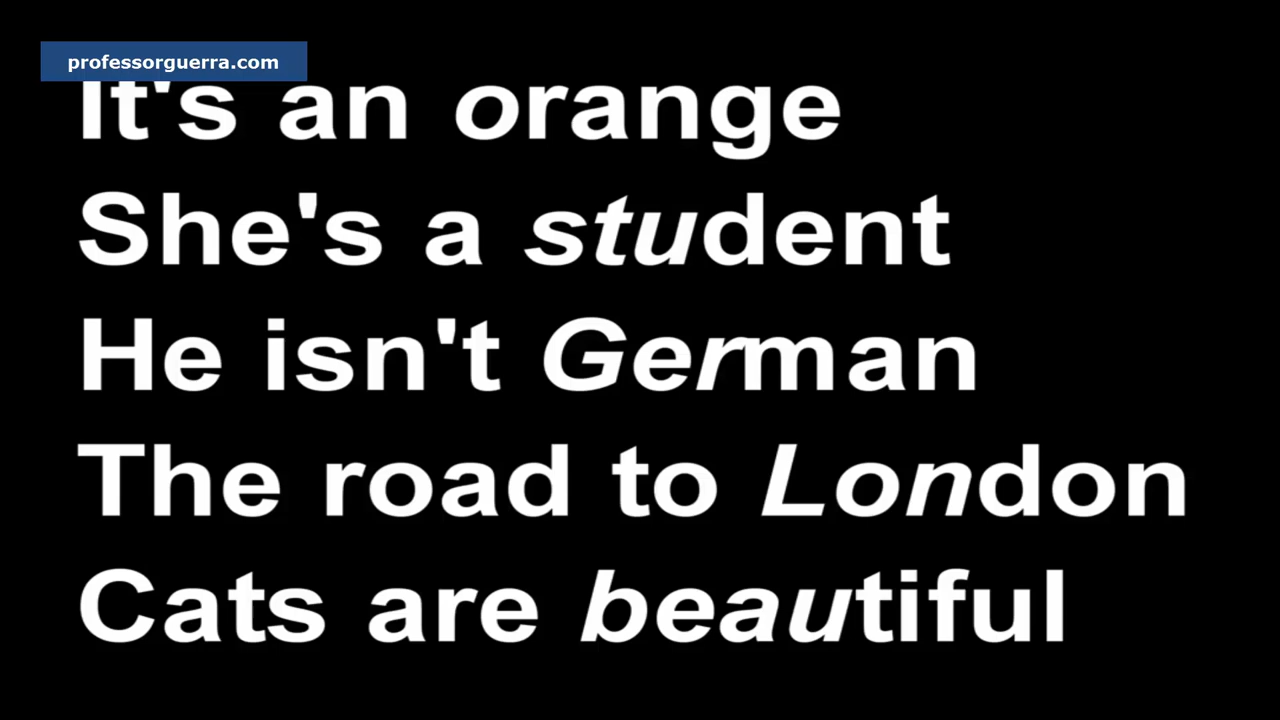 professorguerra.com
It's an orange
She's a student
He isn't German
The road to London
Cats are beautiful